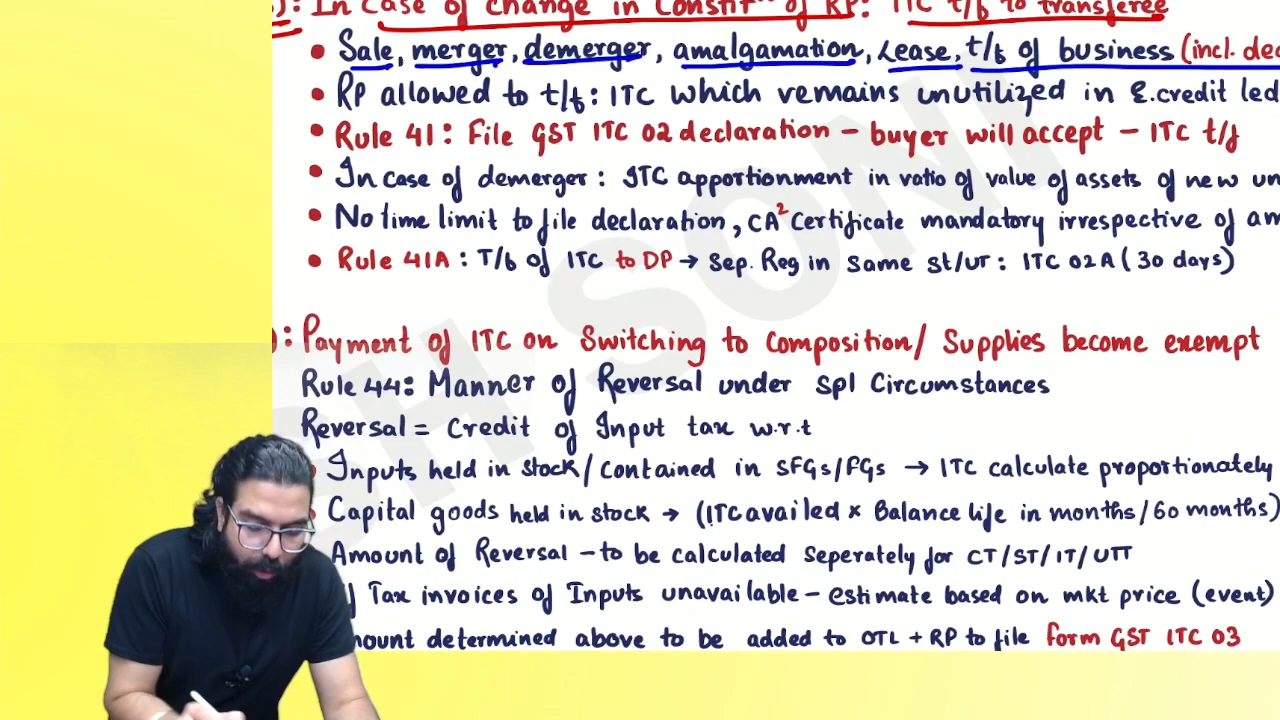 ): In Case of change in Constitⁿ of RP: ITC t/f to transferee
• Sale, merger, demerger, amalgamation, Lease, t/f of business (incl.
• RP allowed to t/f: ITC which remains unutilized in E.credit
• Rule 41: File GST ITC 02 declaration – buyer will accept – ITC t/f
• In case of demerger: ITC apportionment in ratio of value of assets of new
• No time limit to file declaration, CA² Certificate mandatory irrespective of
• Rule 41A: T/f of ITC to DP → Sep. Reg in same St/UT: ITC 02A (30 days)
): Payment of ITC on Switching to Composition/ Supplies become exempt
Rule 44: Manner of Reversal under spl Circumstances
Reversal = Credit of Input tax w.r.t
Inputs held in stock/contained in SFGs/FGs → ITC calculate proportionately
Capital goods held in stock → (ITC availed × Balance life in months/60 months)
Amount of Reversal – to be calculated seperately for CT/ST/IT/UTT
Tax invoices of Inputs unavailable – estimate based on mkt price (event)
determined above to be added to OTL + RP to file form GST ITC 03
SH SONI